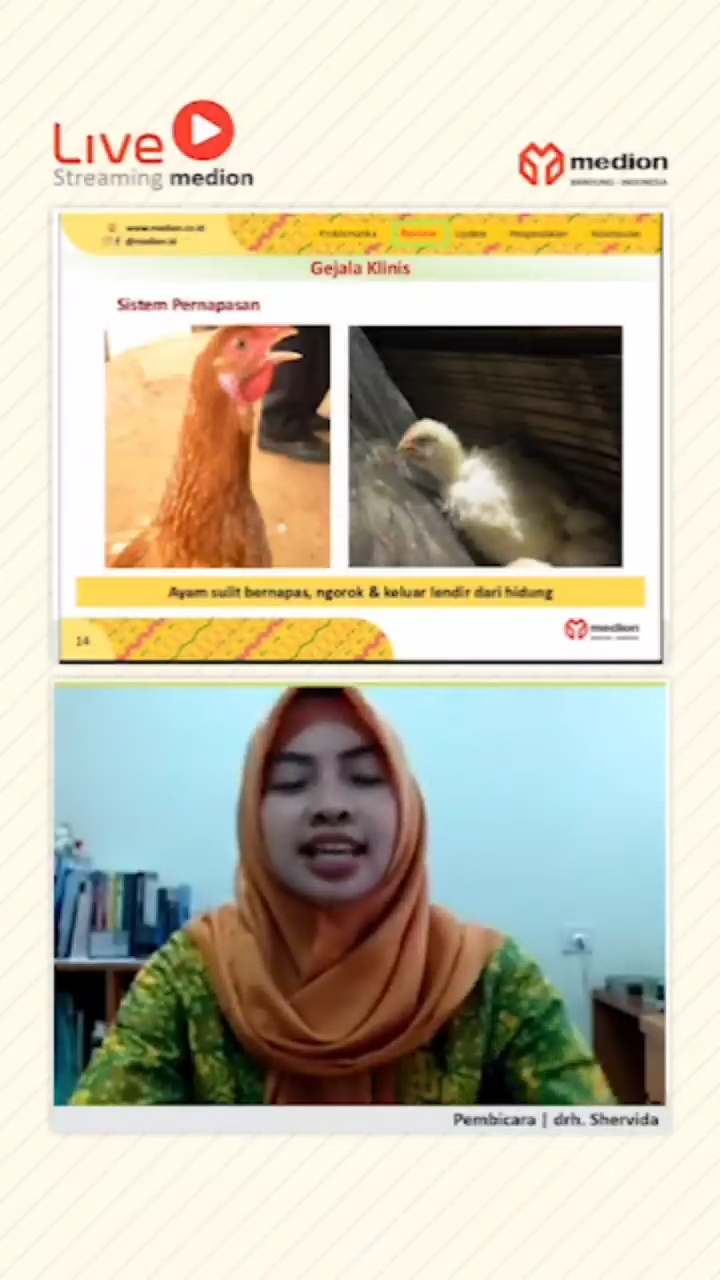 Live
Streaming medion
medion
BANDUNG - INDONESIA
www.medion.co.id
@medion.id
Problematika Review Update Pengendalian Kesimpulan
Gejala Klinis
Sistem Pernapasan
Ayam sulit bernapas, ngorok & keluar lendir dari hidung
14
medion
Pembicara | drh. Shervida